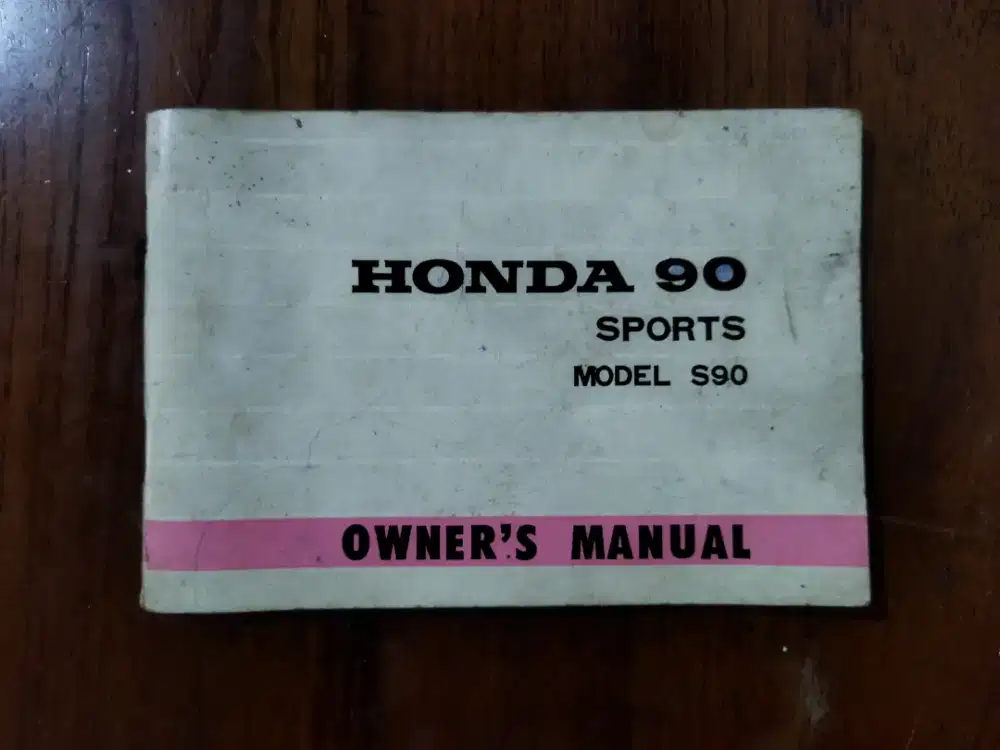 HONDA 90
SPORTS
MODEL S90
OWNER'S MANUAL